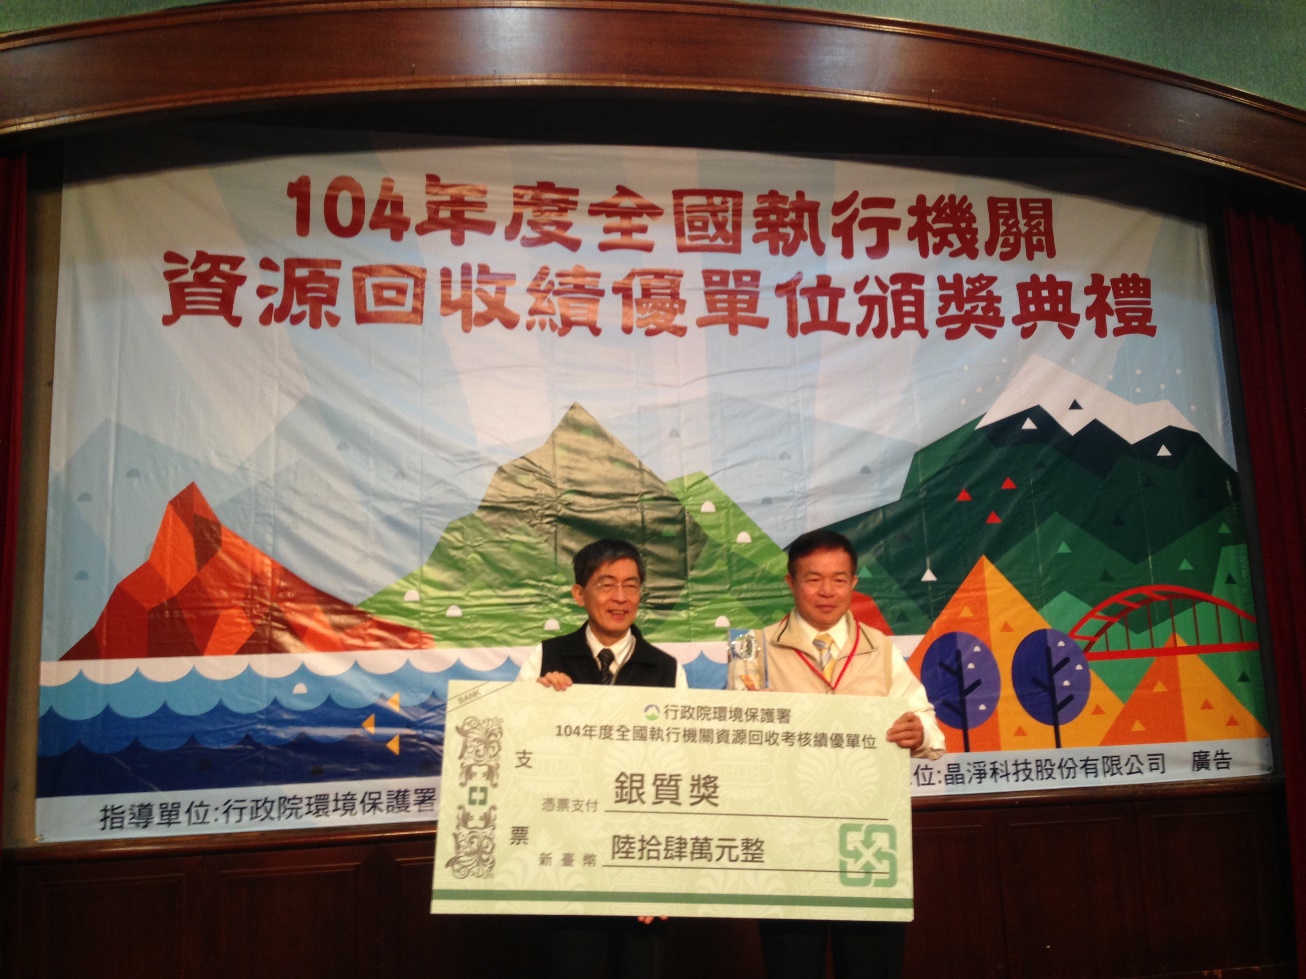 104年度全國執行機關
資源回收績優單位頒獎典禮
BANK
行政院環境保護署
104年度全國執行機關資源回收考核績優單位
支
銀質獎
憑票支付
票
陸拾肆萬元整
新臺幣
指導單位:行政院環境保護署
位:晶淨科技股份有限公司 廣告